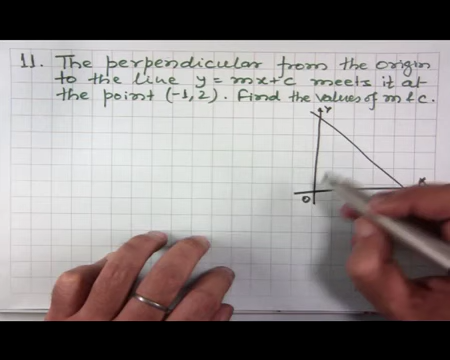 11. The perpendicular from the origin
to the line y = mx+c meets it at
the point (-1, 2). Find the values of m & c.
Y
X
O